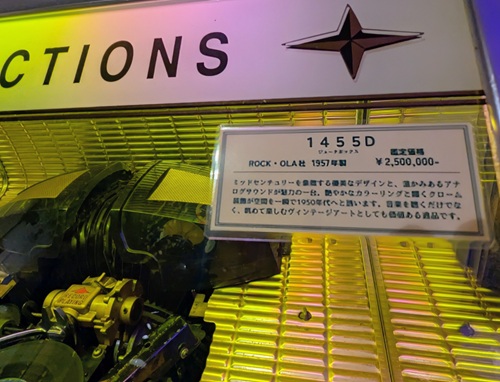 CTIONS
1455D
ジュークボックス
ROCK・OLA社 1957年製
鑑定価格
¥2,500,000-
ミッドセンチュリーを象徴する優美なデザインと、温かみあるアナ
ログサウンドが魅力の一台。艶やかなカラーリングと輝くクローム
装飾が空間を一瞬で1950年代へと誘います。音楽を聴くだけでな
く、眺めて楽しむヴィンテージアートとしても価値ある逸品です。